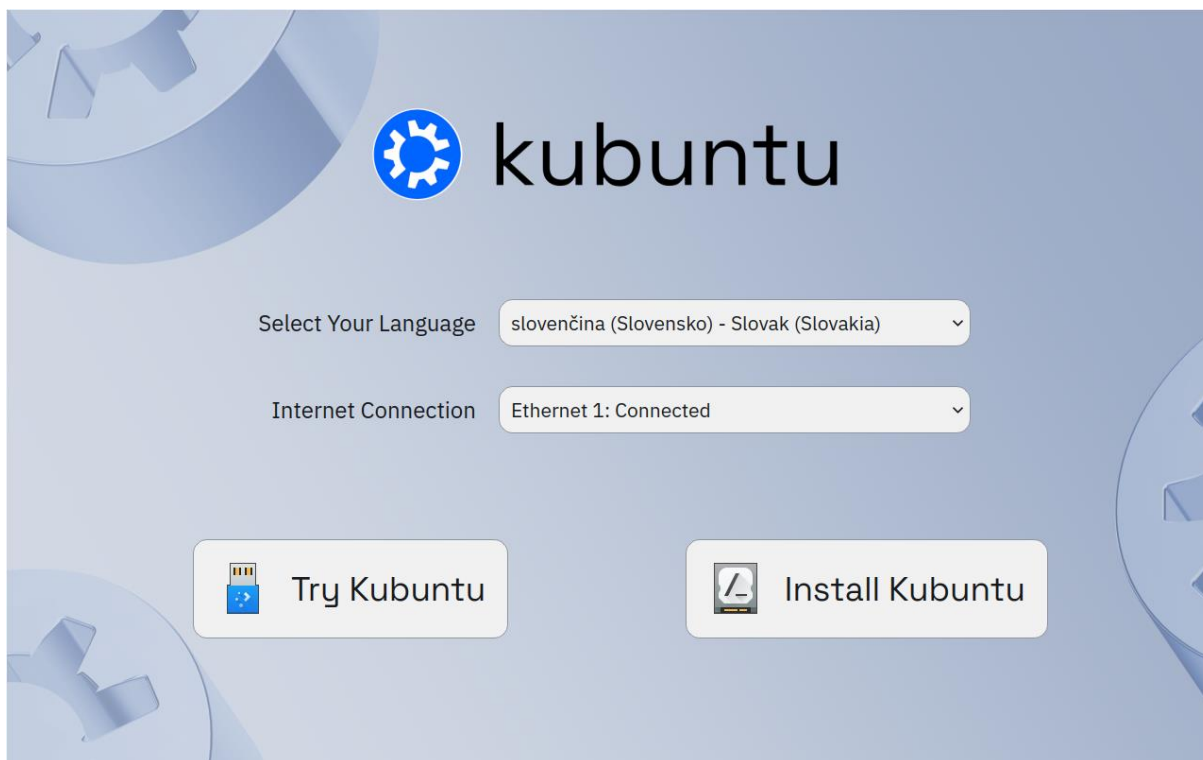 kubuntu
Select Your Language
slovenčina (Slovensko) - Slovak (Slovakia)
Internet Connection
Ethernet 1: Connected
Try Kubuntu
Install Kubuntu